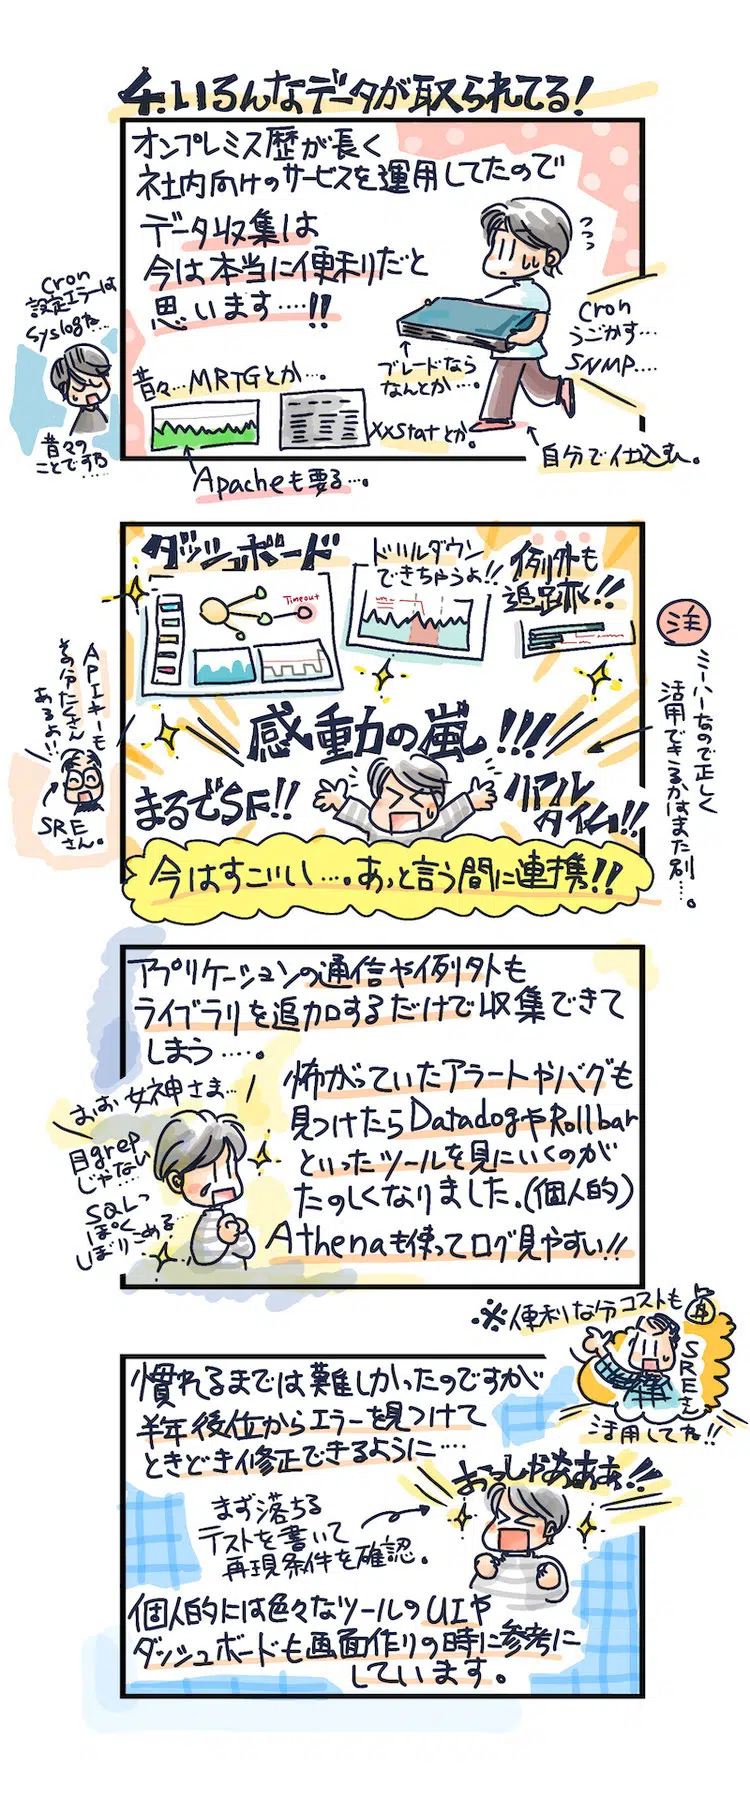 4.いろんなデータが取られてる!
オンプレミス歴が長く
社内向けのサービスを運用してたので
データ収集は
今は本当に便利だと
思います....!!
Cron
設定エラーは
Syslogだ....
昔々の
ことですが
....
昔々...MRTGとか...。
XxStatとか。
Apacheも要る...。
↑
ブレードなら
なんとか....。
Cron
うごかす...
SNMP....
自分で仕込む。
ダッシュボード
Timeout
ドリルダウン
できちゃうよ!!
例外も
追跡!!
注
ミーハーなので正しく
活用できるかはまた別...。
APIキーも
その分たくさん
あるよ...
SRE
さん。
感動の嵐!!!
まるでSF!!
リアル
タイム!!
今はすごい...。あっと言う間に連携!!
アプリケーションの通信や例外も
ライブラリを追加するだけで収集できて
しまう....。
おお女神さま...
目grep
じゃない
SQLっ
ぽく
しぼりこめる...
怖がっていたアラートやバグも
見つけたらDatadogやRollbar
といったツールを見にいくのが
たのしくなりました。(個人的)
Athenaも使ってログ見やすい!!
※便利な分コストも
SREさん
活用してね!!
慣れるまでは難しかったのですが
半年後位からエラーを見つけて
ときどき修正できるように....
おっしゃあああ!!
まず落ちる
テストを書いて
再現条件を確認。
個人的には色々なツールのUIや
ダッシュボードも画面作りの時に参考に
しています。